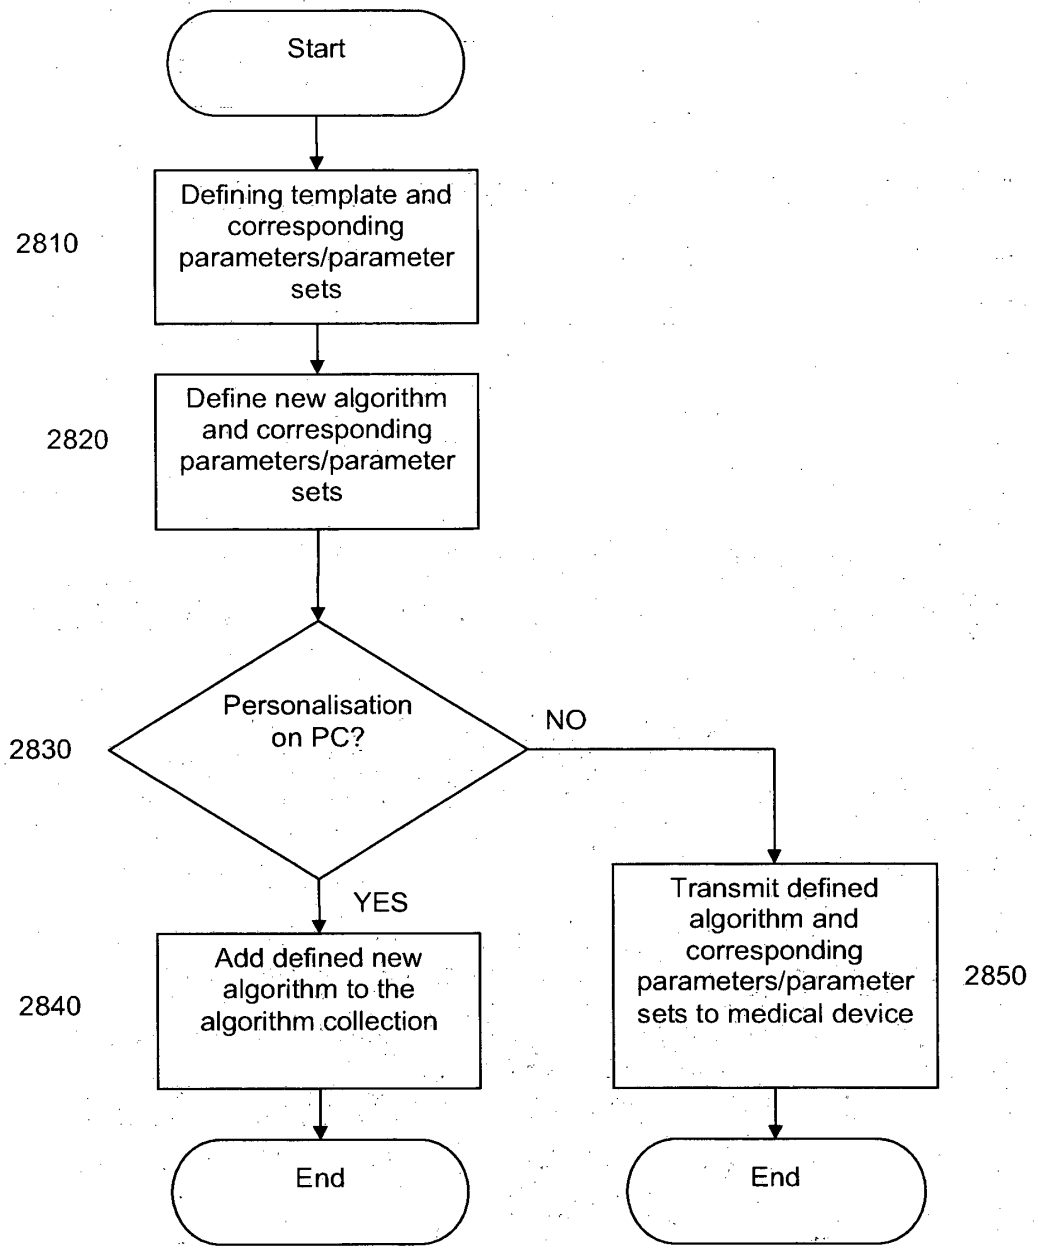 Start
2810
Defining template and
corresponding
parameters/parameter
sets
2820
Define new algorithm
and corresponding
parameters/parameter
sets
2830
Personalisation
on PC?
NO
YES
2840
Add defined new
algorithm to the
algorithm collection
Transmit defined
algorithm and
corresponding
parameters/parameter
sets to medical device
2850
End
End